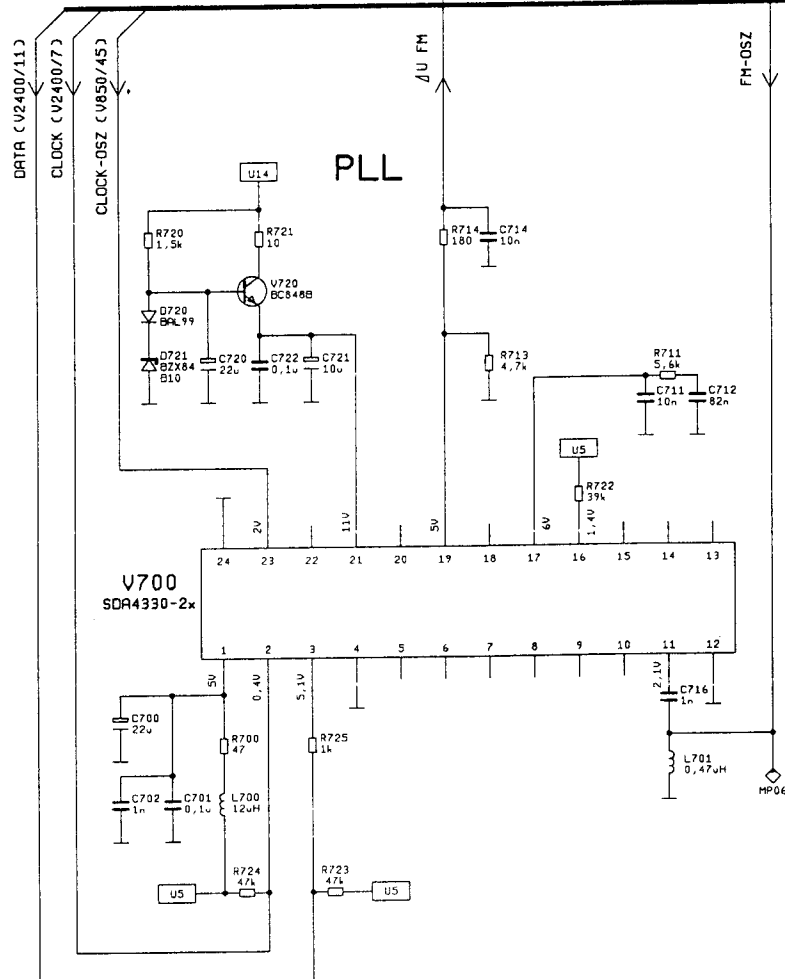 DATA (V2400/11)
CLOCK (V2400/7)
CLOCK-OSZ (V850/45)
ΔU FM
FM-OSZ
PLL
U14
R720
1,5k
R721
10
V720
BC848B
R714
180
C714
10n
D720
BAL99
D721
BZX84
B10
C720
22u
C722
0,1u
C721
10u
R713
4,7k
R711
5,6k
C711
10n
C712
82n
U5
R722
39k
2V
11V
5V
6V
1,4V
24 23 22 21 20 19 18 17 16 15 14 13
V700
SDA4330-2x
1 2 3 4 5 6 7 8 9 10 11 12
5V
0,4V
5,1V
2,1V
C716
1n
C700
22u
R700
47
R725
1k
L701
0,47uH
MP06
C702
1n
C701
0,1u
L700
12uH
R724
47k
U5
R723
47k
U5